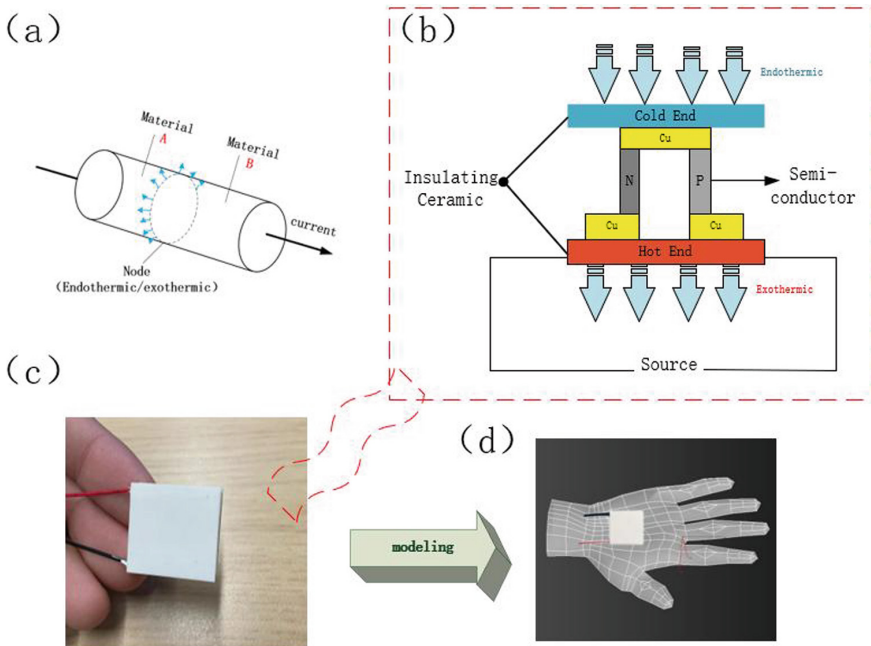 (a)
Material
A
Material
B
current
Node
(Endothermic/exothermic)
(b)
Endothermic
Cold End
Cu
N
P
Insulating
Ceramic
Semi-
conductor
Cu
Cu
Hot End
Exothermic
Source
(c)
(d)
modeling